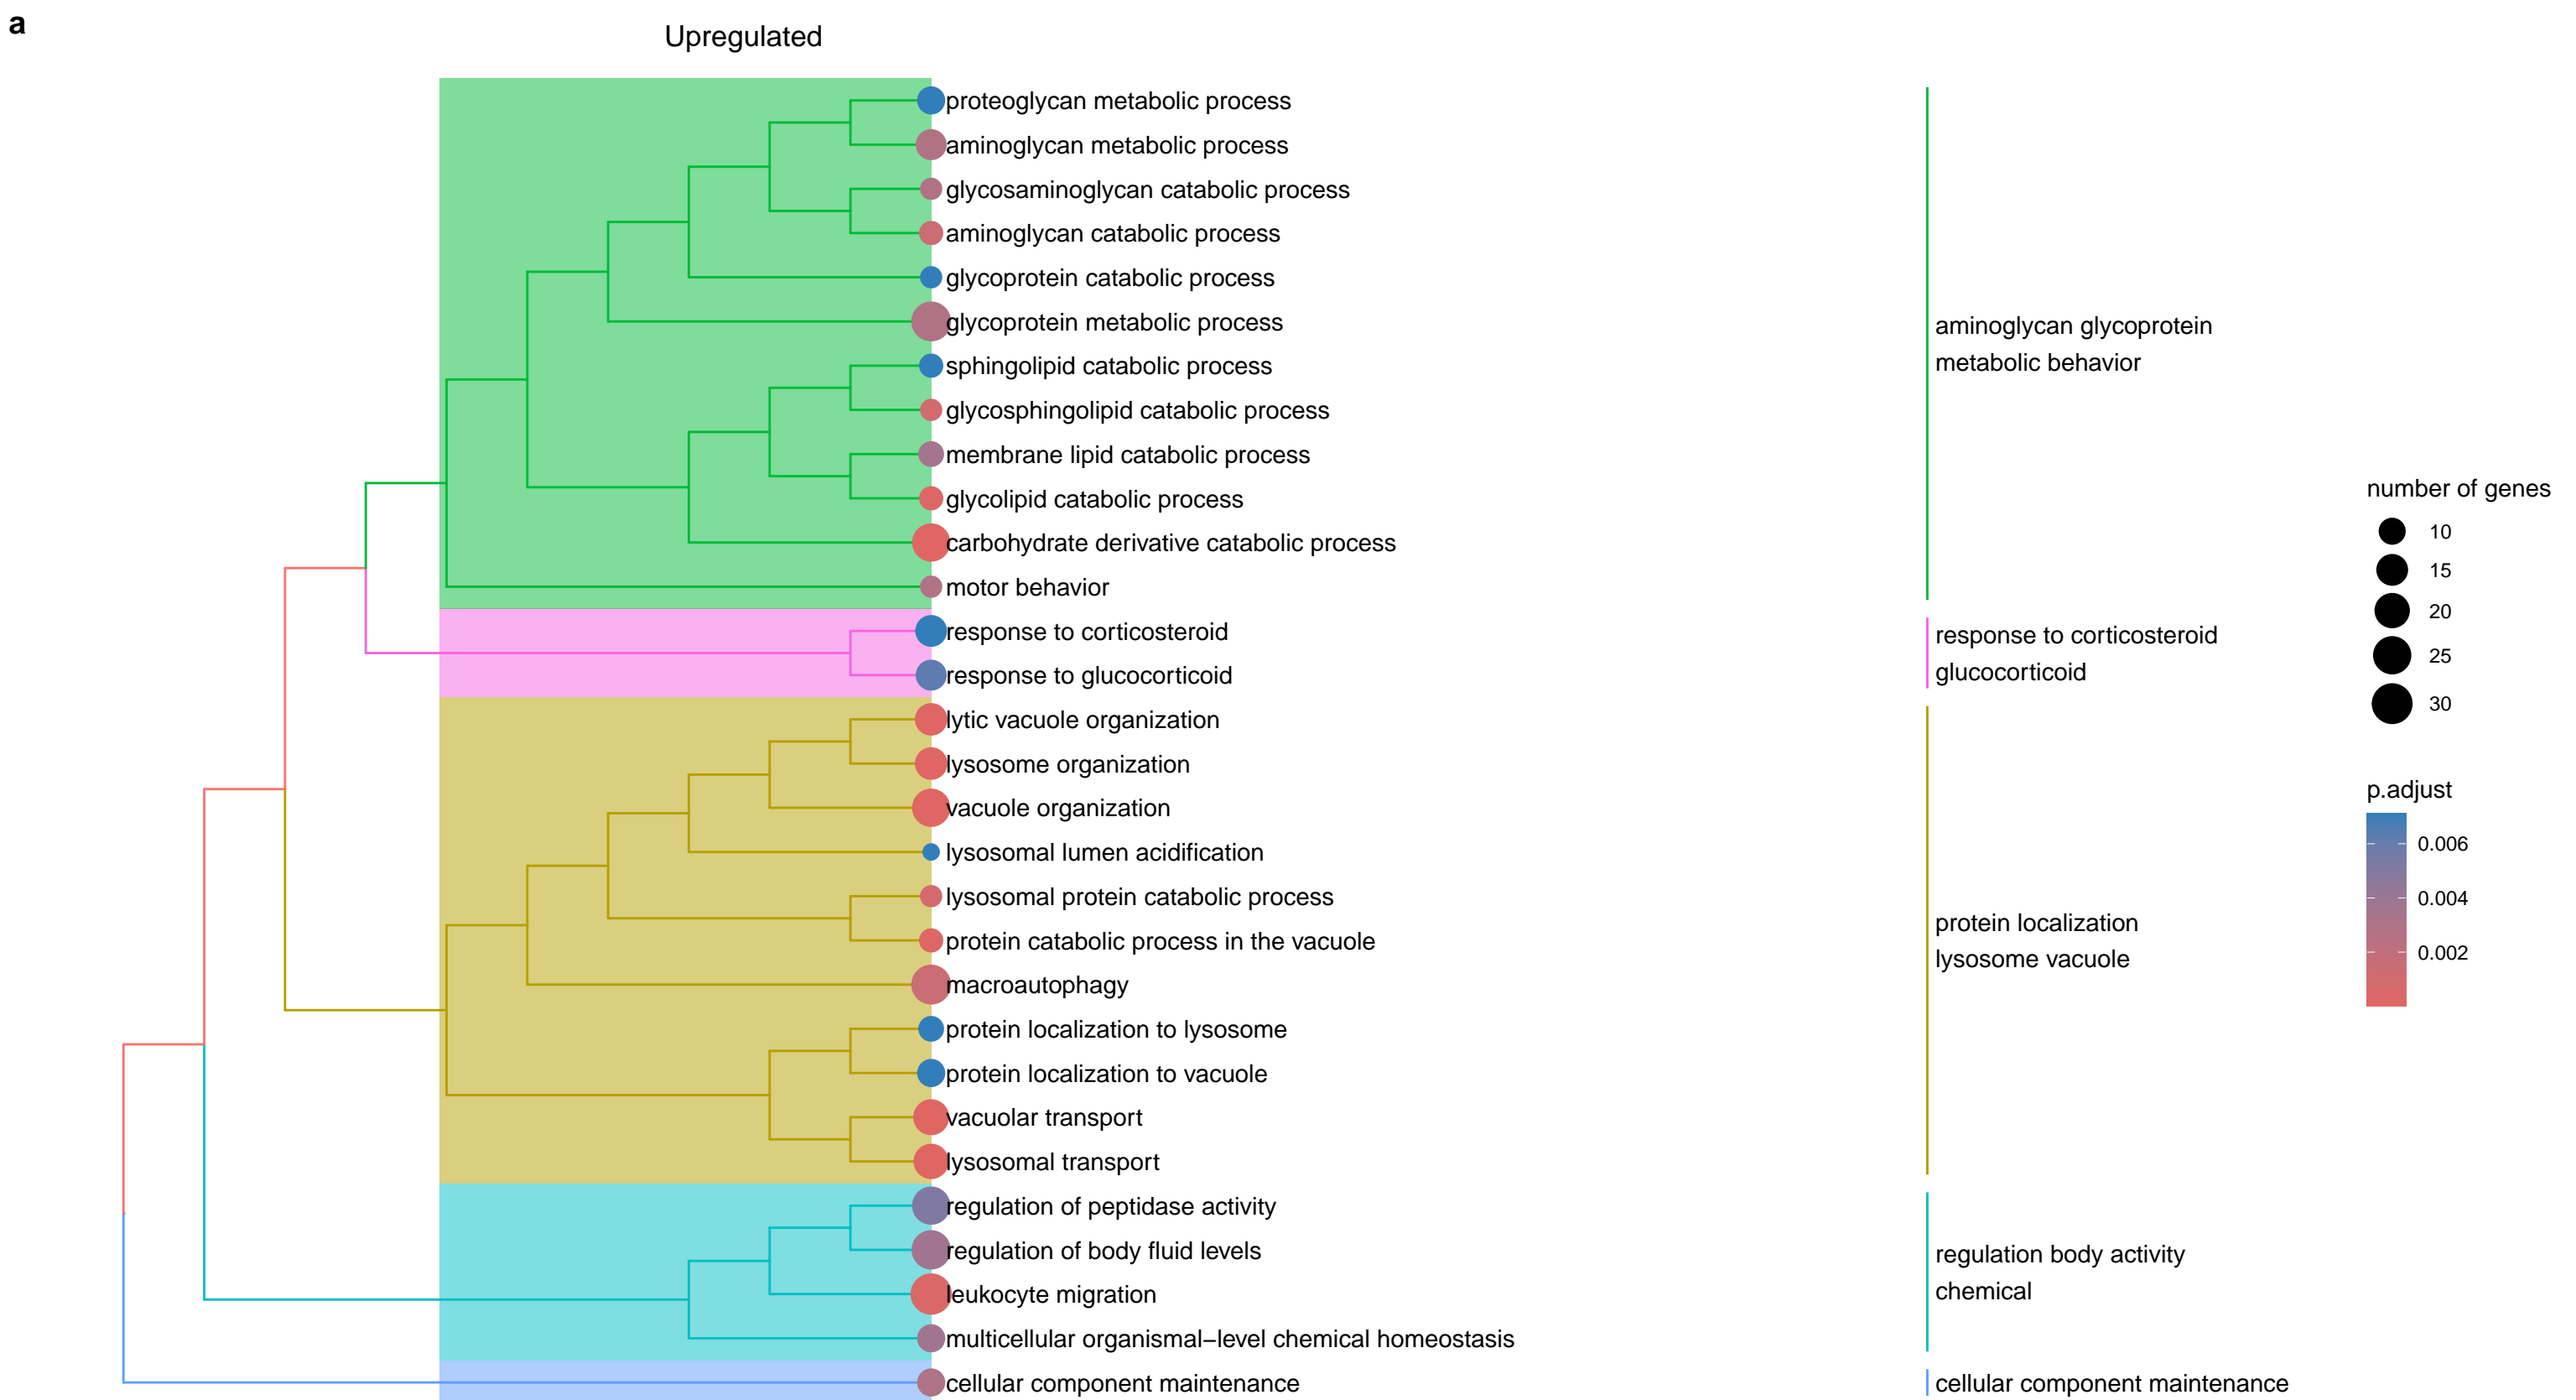 a
Upregulated
proteoglycan metabolic process
aminoglycan metabolic process
glycosaminoglycan catabolic process
aminoglycan catabolic process
glycoprotein catabolic process
glycoprotein metabolic process
sphingolipid catabolic process
glycosphingolipid catabolic process
membrane lipid catabolic process
glycolipid catabolic process
carbohydrate derivative catabolic process
motor behavior
response to corticosteroid
response to glucocorticoid
lytic vacuole organization
lysosome organization
vacuole organization
lysosomal lumen acidification
lysosomal protein catabolic process
protein catabolic process in the vacuole
macroautophagy
protein localization to lysosome
protein localization to vacuole
vacuolar transport
lysosomal transport
regulation of peptidase activity
regulation of body fluid levels
leukocyte migration
multicellular organismal−level chemical homeostasis
cellular component maintenance
aminoglycan glycoprotein
metabolic behavior
response to corticosteroid
glucocorticoid
protein localization
lysosome vacuole
regulation body activity
chemical
cellular component maintenance
number of genes
10
15
20
25
30
p.adjust
0.006
0.004
0.002